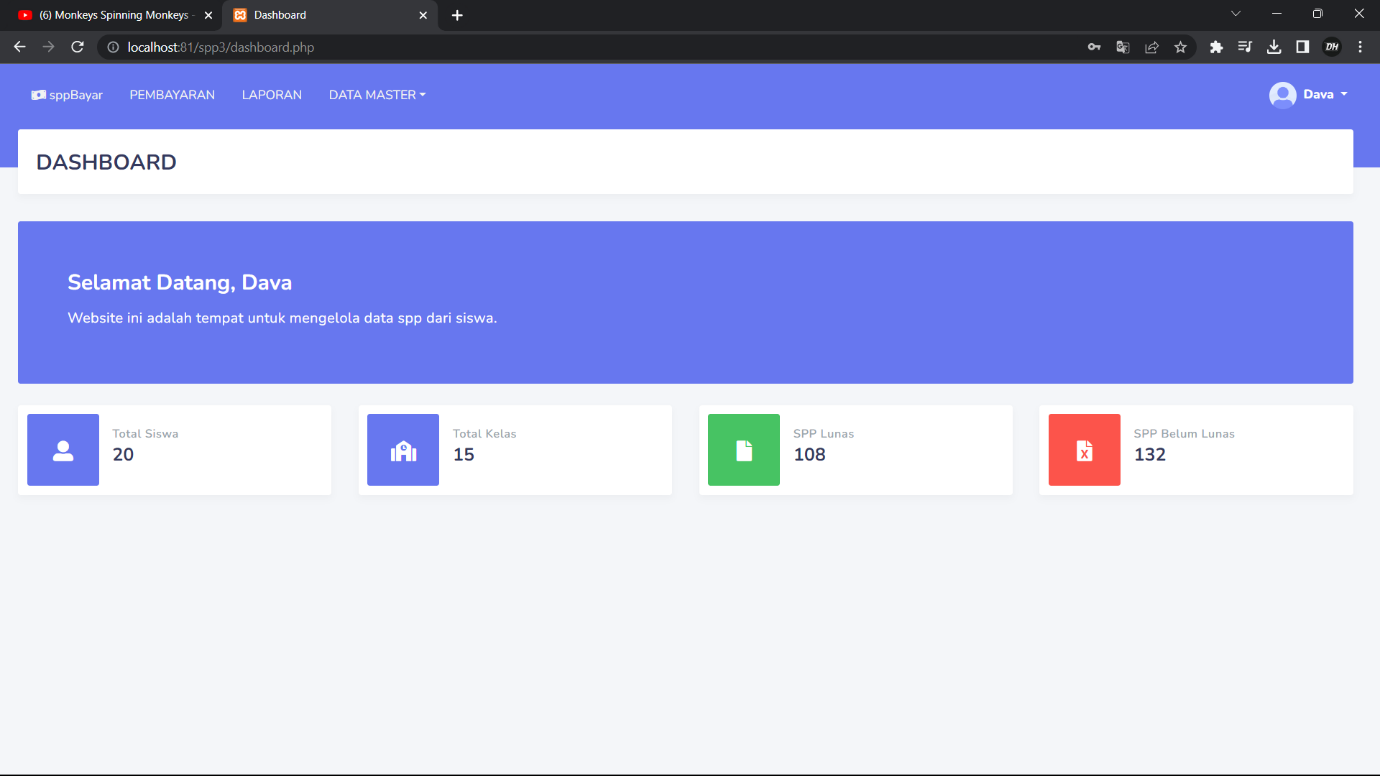 (6) Monkeys Spinning Monkeys -
Dashboard
localhost:81/spp3/dashboard.php
DH
sppBayar
PEMBAYARAN
LAPORAN
DATA MASTER
Dava
DASHBOARD
Selamat Datang, Dava
Website ini adalah tempat untuk mengelola data spp dari siswa.
Total Siswa
20
Total Kelas
15
SPP Lunas
108
SPP Belum Lunas
132